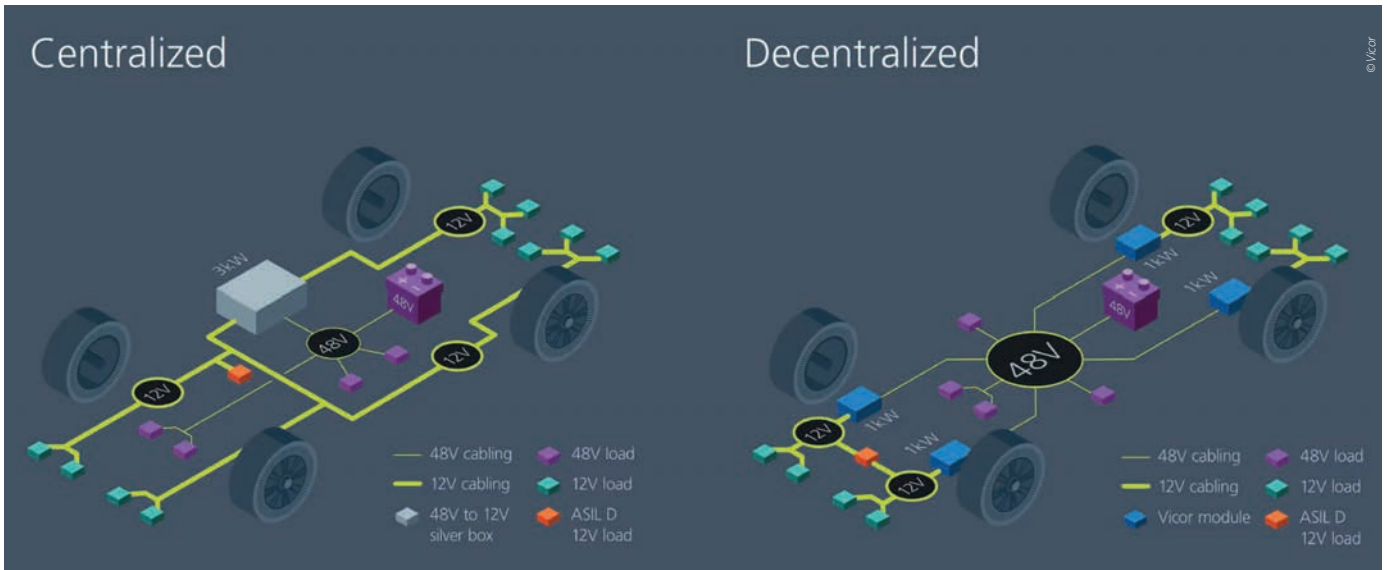 Centralized
Decentralized
© Vicor
3kW
12V
+ -
48V
48V
12V
12V
48V cabling
12V cabling
48V to 12V
silver box
48V load
12V load
ASIL D
12V load
12V
1kW
1kW
+ -
48V
48V
1kW
12V
1kW
12V
48V cabling
12V cabling
Vicor module
48V load
12V load
ASIL D
12V load